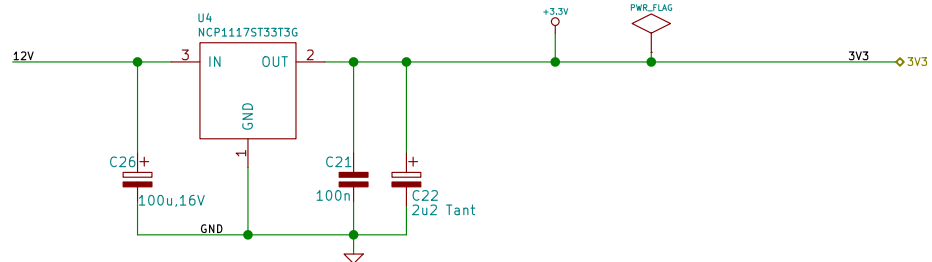 U4
NCP1117ST33T3G
+3.3V
PWR_FLAG
12V
3
IN
OUT
2
3V3
3V3
GND
1
C26
+
100u,16V
C21
100n
+
C22
2u2 Tant
GND